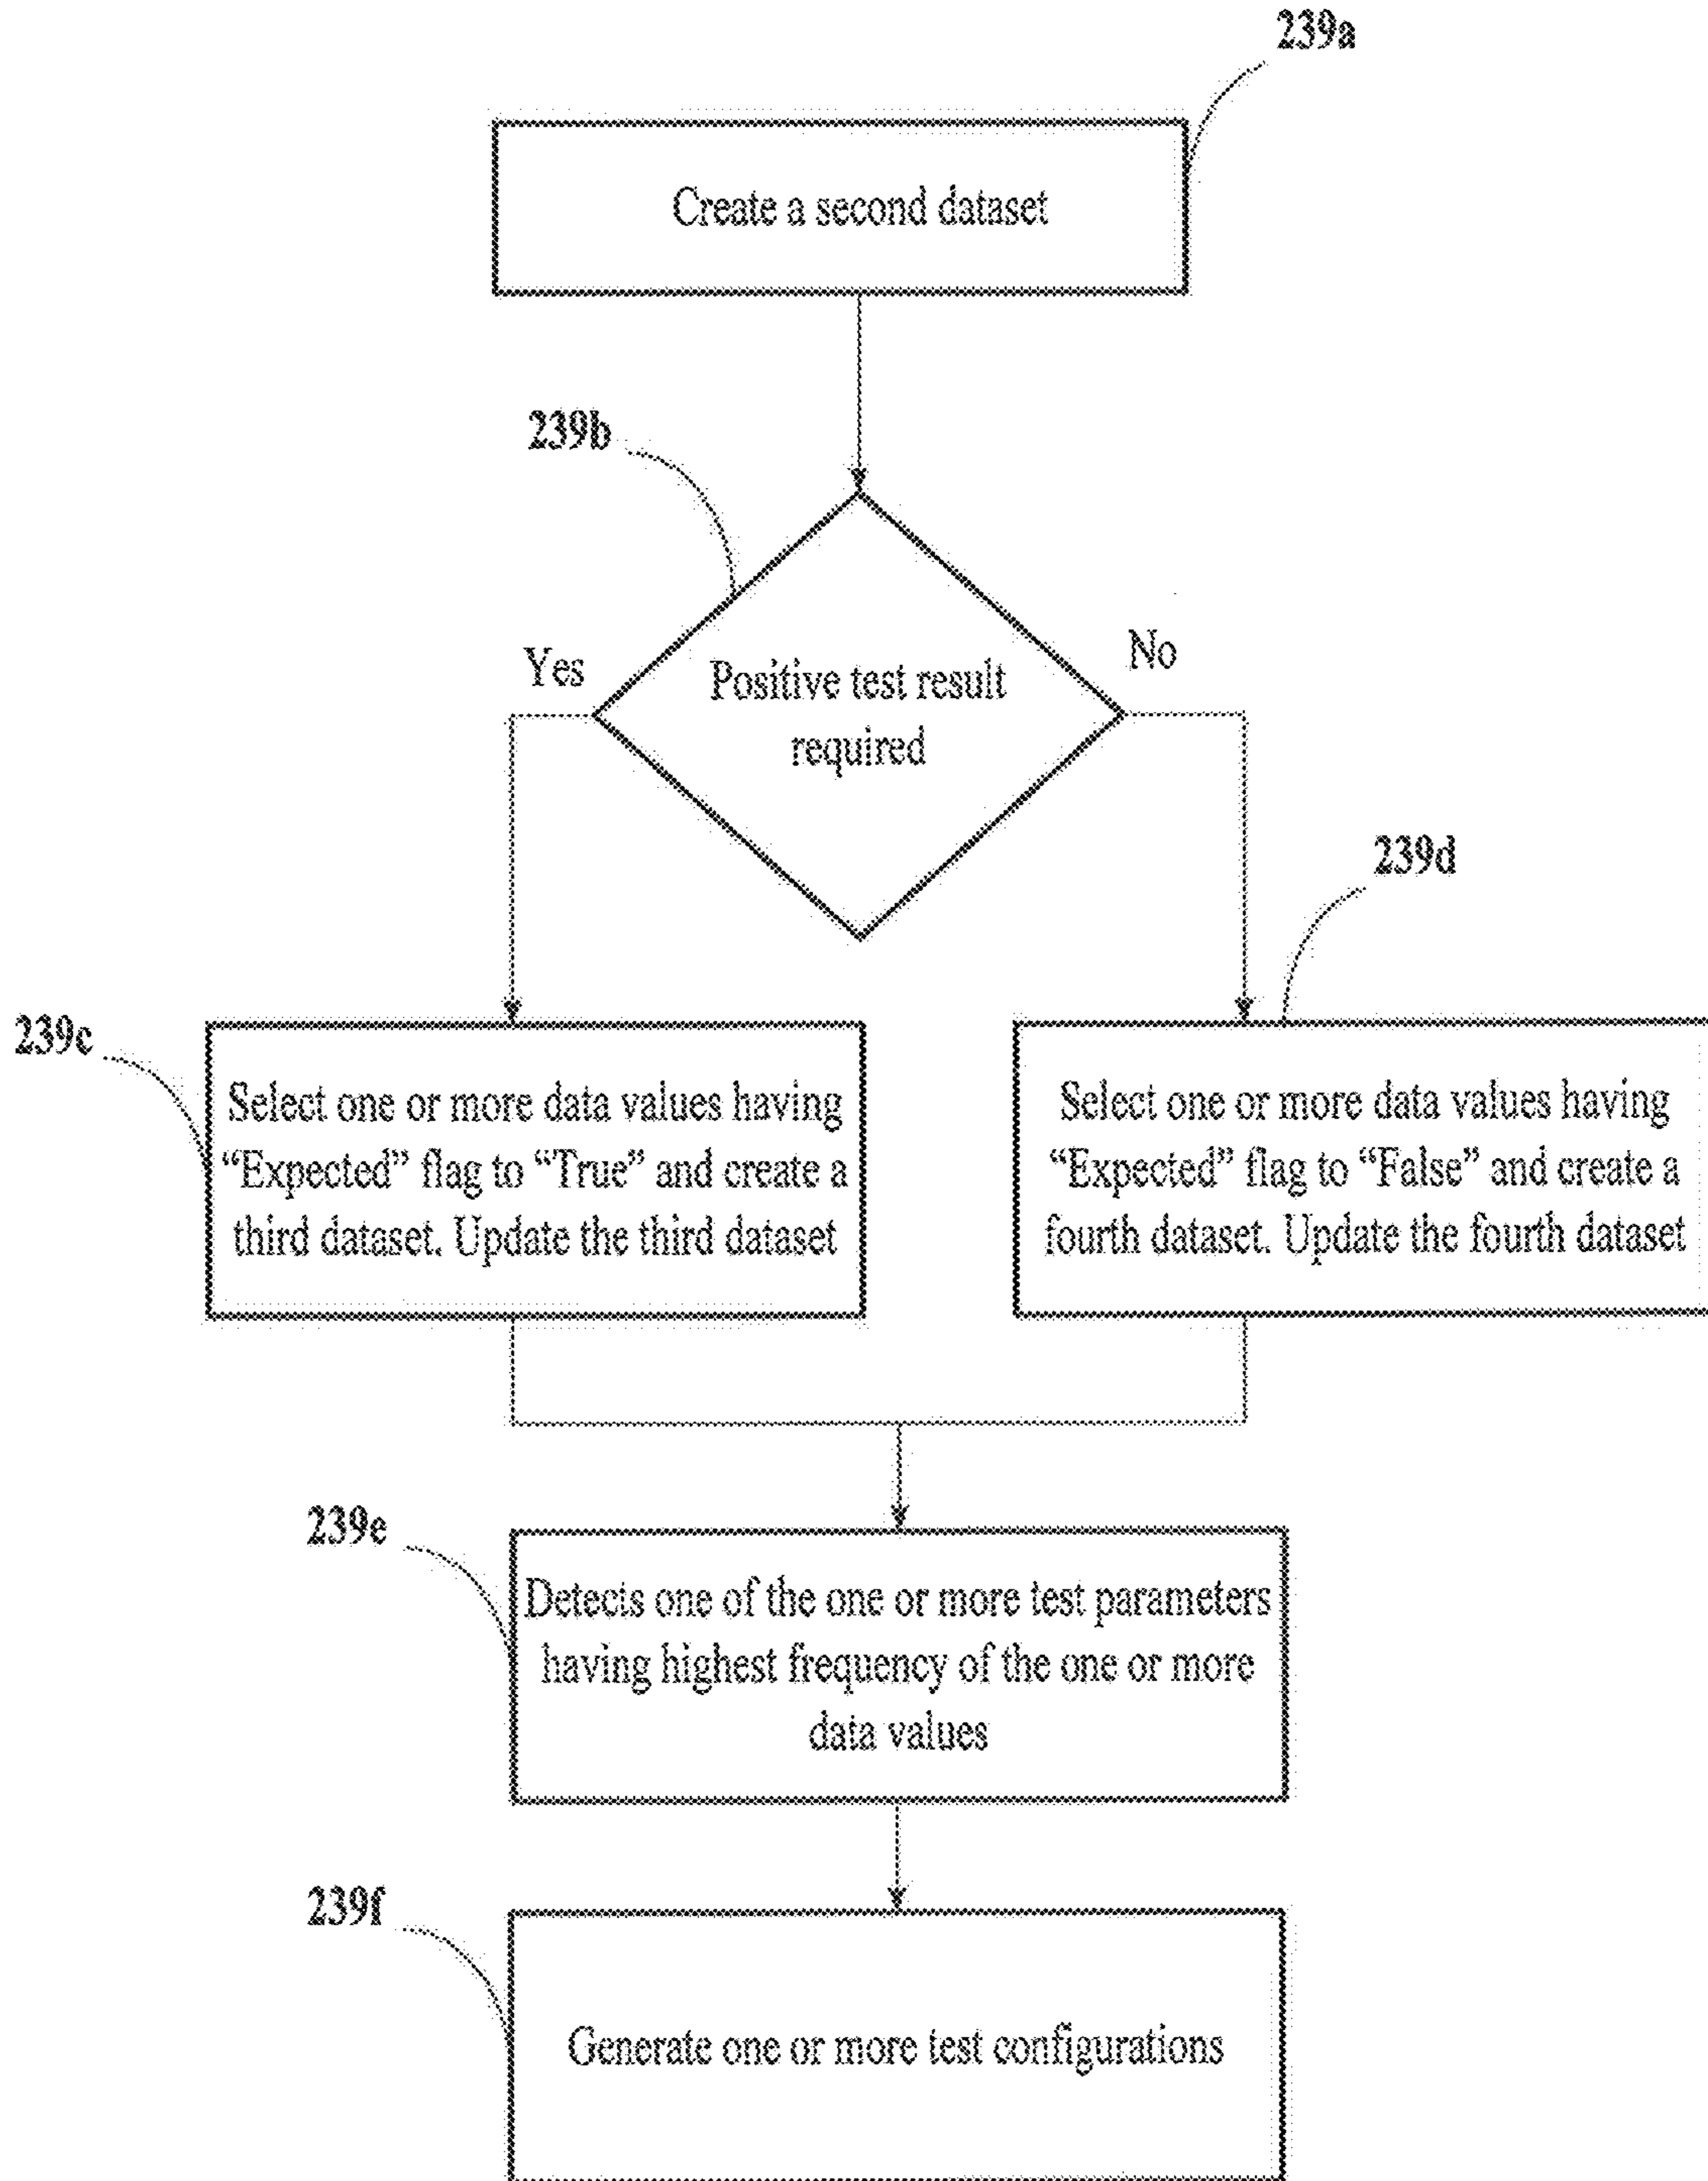 239a
Create a second dataset
239b
Yes
No
Positive test result
required
239d
239c
Select one or more data values having
“Expected” flag to “True” and create a
third dataset. Update the third dataset
Select one or more data values having
“Expected” flag to “False” and create a
fourth dataset. Update the fourth dataset
239e
Detects one of the one or more test parameters
having highest frequency of the one or more
data values
239f
Generate one or more test configurations